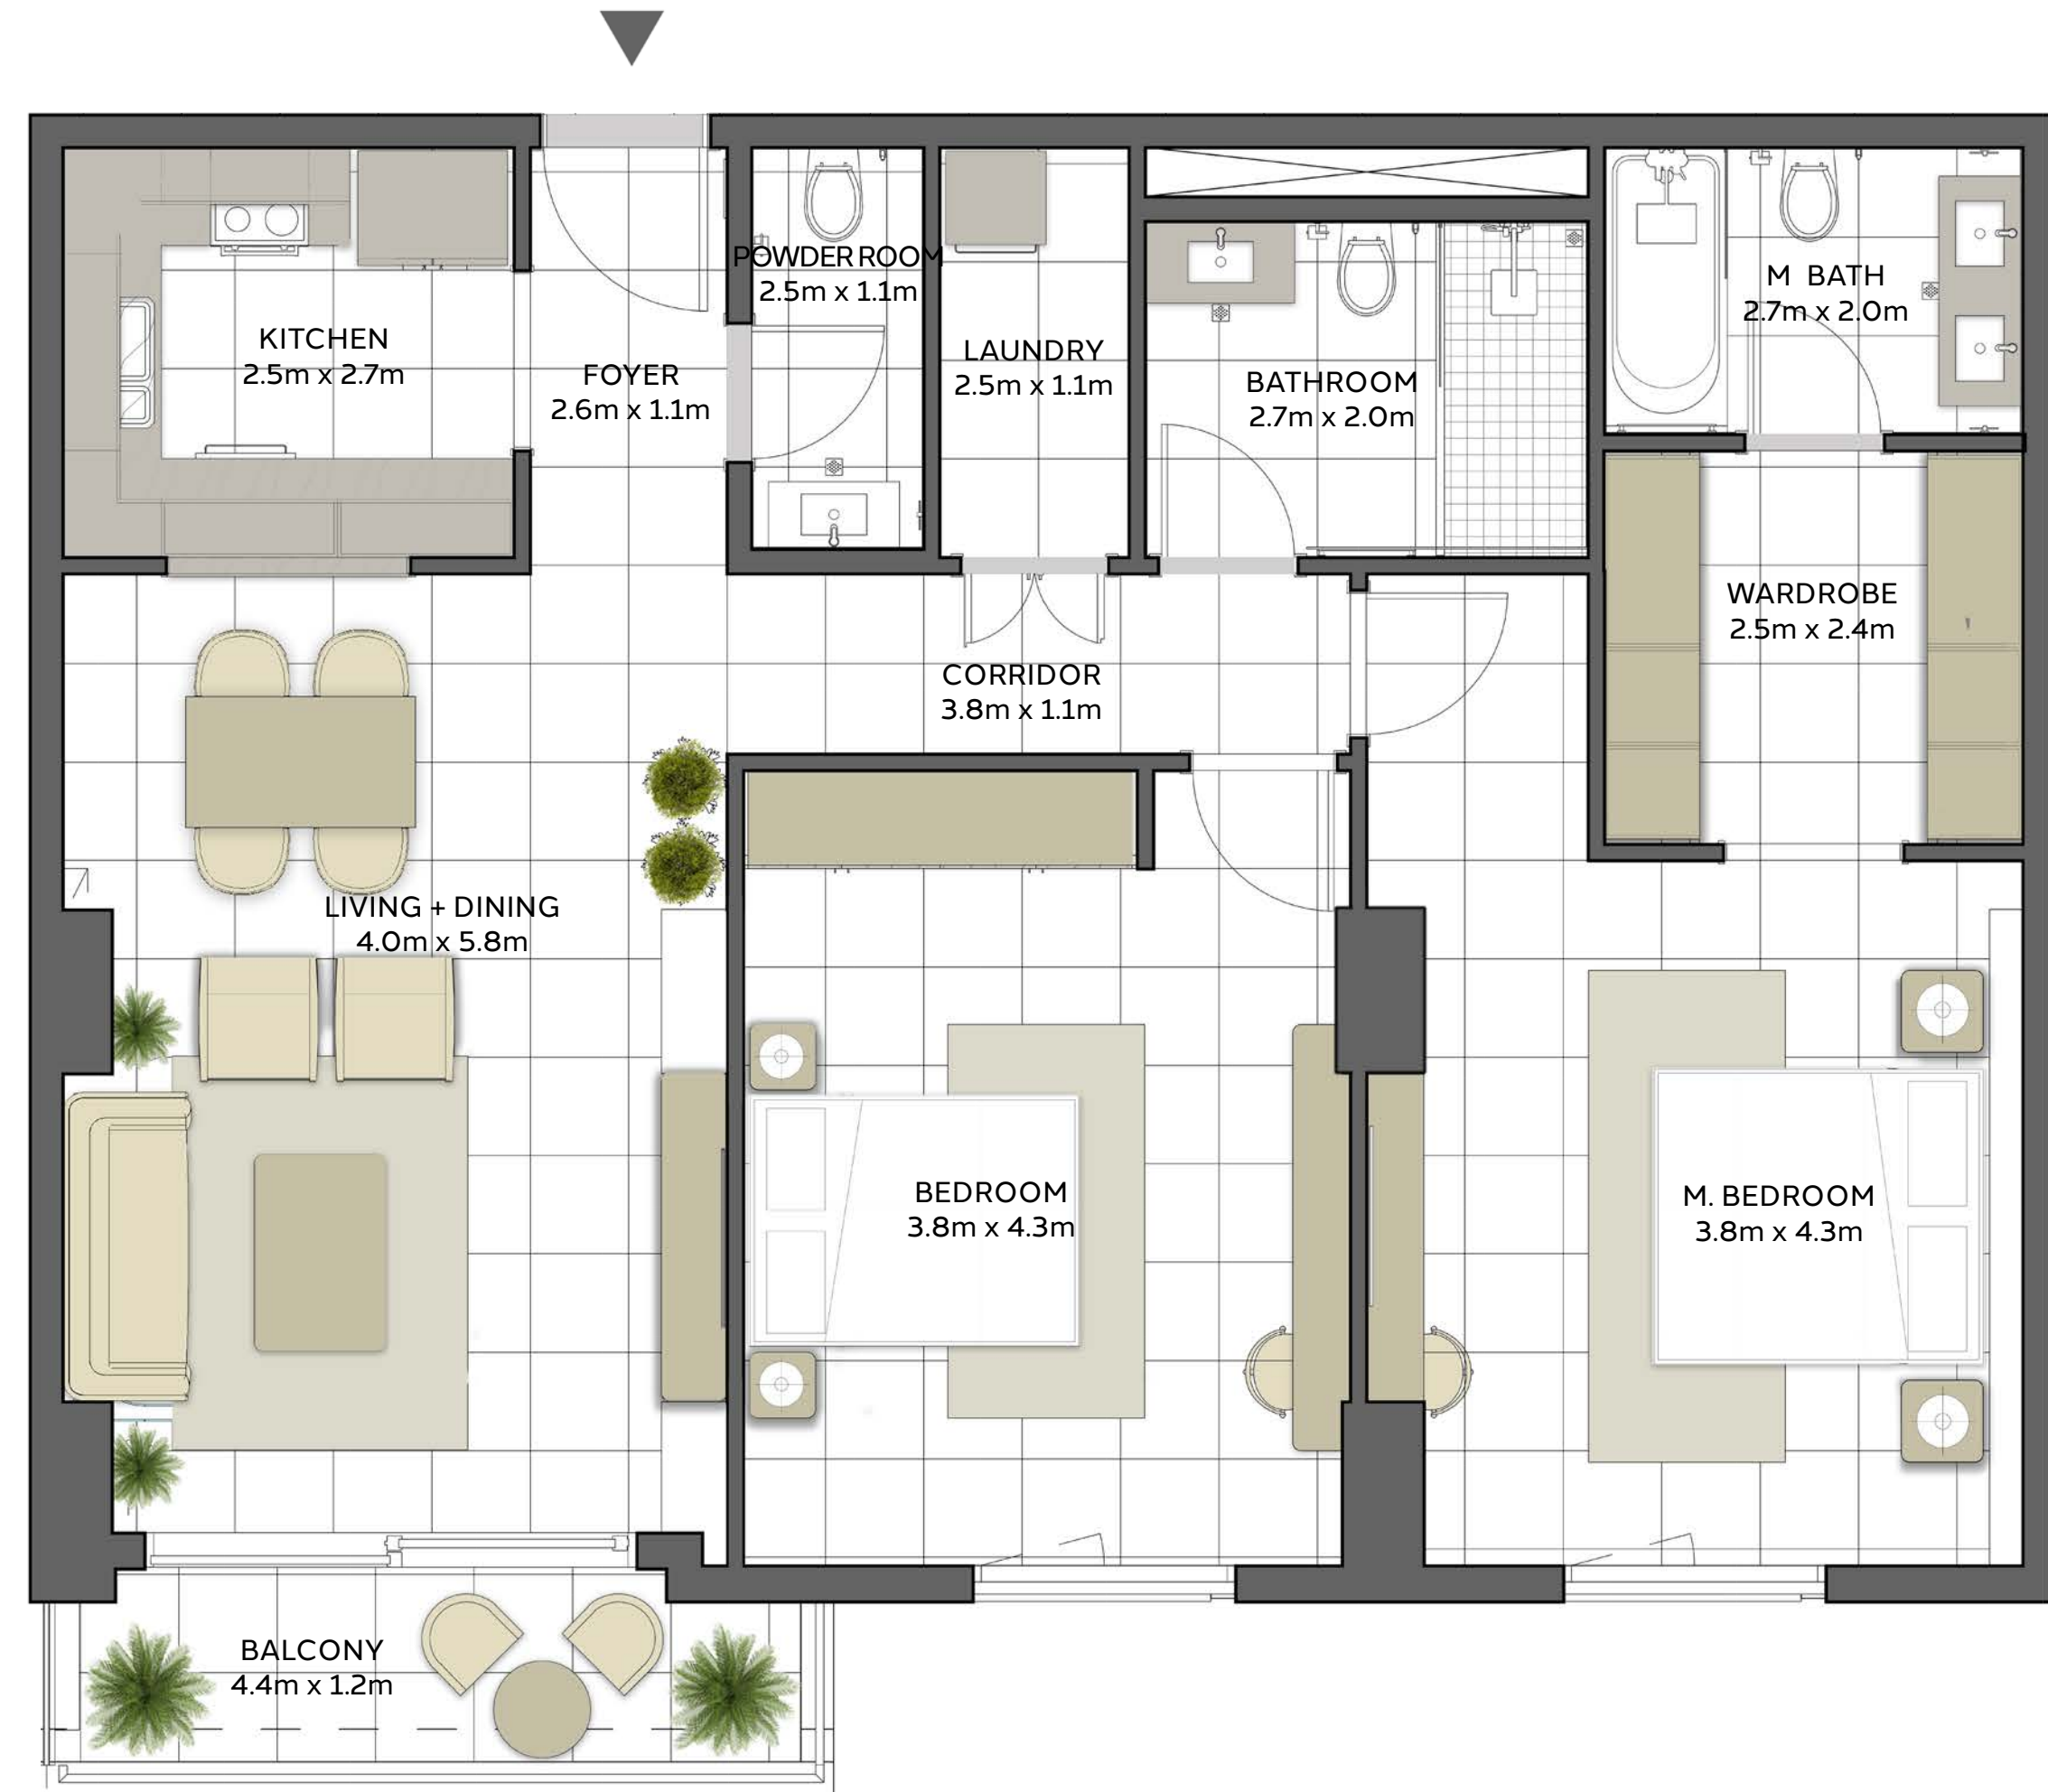 POWDER ROOM
2.5m x 1.1m
M BATH
2.7m x 2.0m
KITCHEN
2.5m x 2.7m
FOYER
2.6m x 1.1m
LAUNDRY
2.5m x 1.1m
BATHROOM
2.7m x 2.0m
WARDROBE
2.5m x 2.4m
CORRIDOR
3.8m x 1.1m
LIVING + DINING
4.0m x 5.8m
BEDROOM
3.8m x 4.3m
M. BEDROOM
3.8m x 4.3m
BALCONY
4.4m x 1.2m